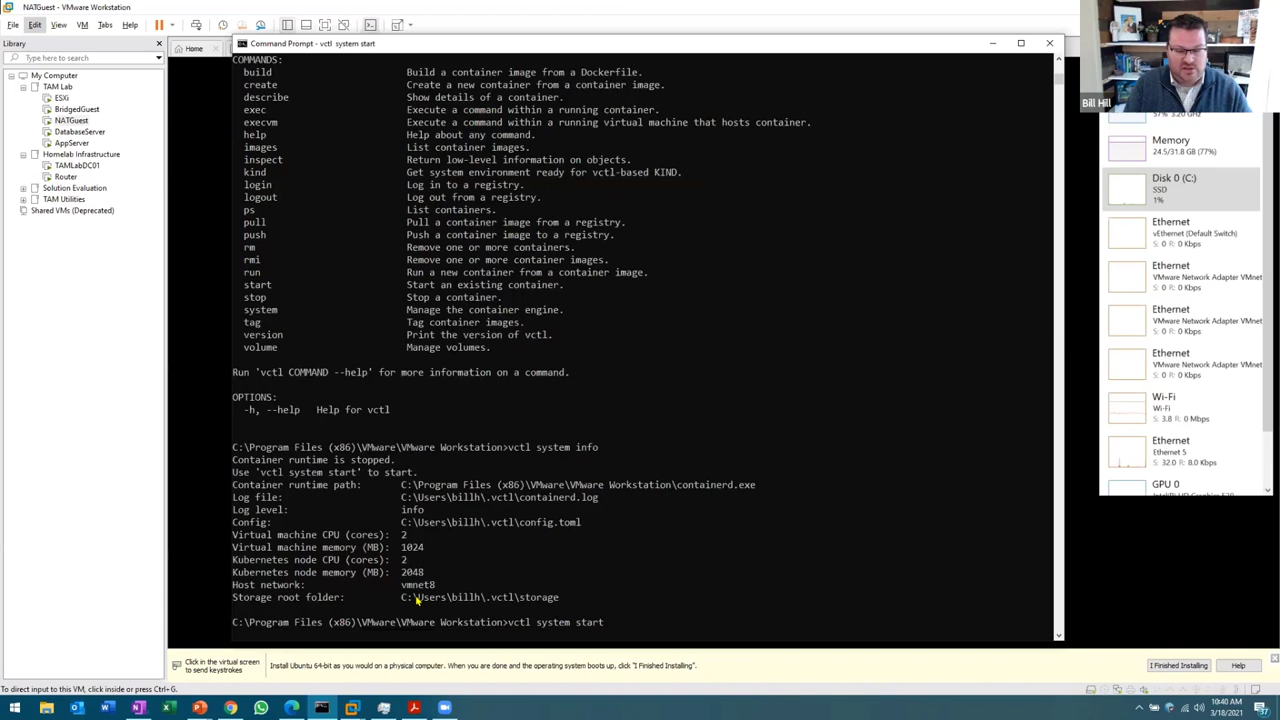 NATGuest - VMware Workstation
File Edit View VM Tabs Help
Library
Type here to search
Home
My Computer
TAM Lab
ESXi
BridgedGuest
NATGuest
DatabaseServer
AppServer
Homelab Infrastructure
TAMLabDC01
Router
Solution Evaluation
TAM Utilities
Shared VMs (Deprecated)
Command Prompt - vctl system start
COMMANDS:
build Build a container image from a Dockerfile.
create Create a new container from a container image.
describe Show details of a container.
exec Execute a command within a running container.
execvm Execute a command within a running virtual machine that hosts container.
help Help about any command.
images List container images.
inspect Return low-level information on objects.
kind Get system environment ready for vctl-based KIND.
login Log in to a registry.
logout Log out from a registry.
ps List containers.
pull Pull a container image from a registry.
push Push a container image to a registry.
rm Remove one or more containers.
rmi Remove one or more container images.
run Run a new container from a container image.
start Start an existing container.
stop Stop a container.
system Manage the container engine.
tag Tag container images.
version Print the version of vctl.
volume Manage volumes.
Run 'vctl COMMAND --help' for more information on a command.
OPTIONS:
-h, --help Help for vctl
C:\Program Files (x86)\VMware\VMware Workstation>vctl system info
Container runtime is stopped.
Use 'vctl system start' to start.
Container runtime path: C:\Program Files (x86)\VMware\VMware Workstation\containerd.exe
Log file: C:\Users\billh\.vctl\containerd.log
Log level: info
Config: C:\Users\billh\.vctl\config.toml
Virtual machine CPU (cores): 2
Virtual machine memory (MB): 1024
Kubernetes node CPU (cores): 2
Kubernetes node memory (MB): 2048
Host network: vmnet8
Storage root folder: C:\Users\billh\.vctl\storage
C:\Program Files (x86)\VMware\VMware Workstation>vctl system start
Bill Hill
57% 3.20 GHz
Memory
24.5/31.8 GB (77%)
Disk 0 (C:)
SSD
1%
Ethernet
vEthernet (Default Switch)
S: 0 R: 0 Kbps
Ethernet
VMware Network Adapter VMnet
S: 0 R: 0 Kbps
Ethernet
VMware Network Adapter VMnet
S: 0 R: 0 Kbps
Ethernet
VMware Network Adapter VMnet
S: 0 R: 0 Kbps
Wi-Fi
Wi-Fi
S: 3.8 R: 0 Mbps
Ethernet
Ethernet 5
S: 32.0 R: 8.0 Kbps
GPU 0
Click in the virtual screen
to send keystrokes
Install Ubuntu 64-bit as you would on a physical computer. When you are done and the operating system boots up, click "I Finished Installing".
I Finished Installing
Help
To direct input to this VM, click inside or press Ctrl+G.
10:40 AM
3/18/2021
37